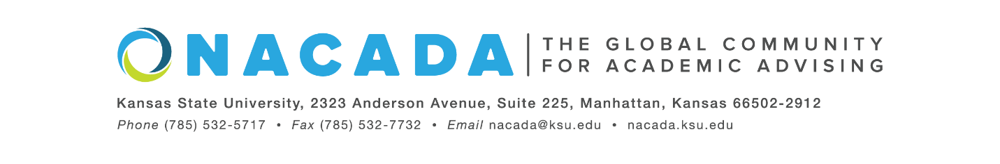 NACADA
THE GLOBAL COMMUNITY
FOR ACADEMIC ADVISING
Kansas State University, 2323 Anderson Avenue, Suite 225, Manhattan, Kansas 66502-2912
Phone (785) 532-5717 • Fax (785) 532-7732 • Email nacada@ksu.edu • nacada.ksu.edu